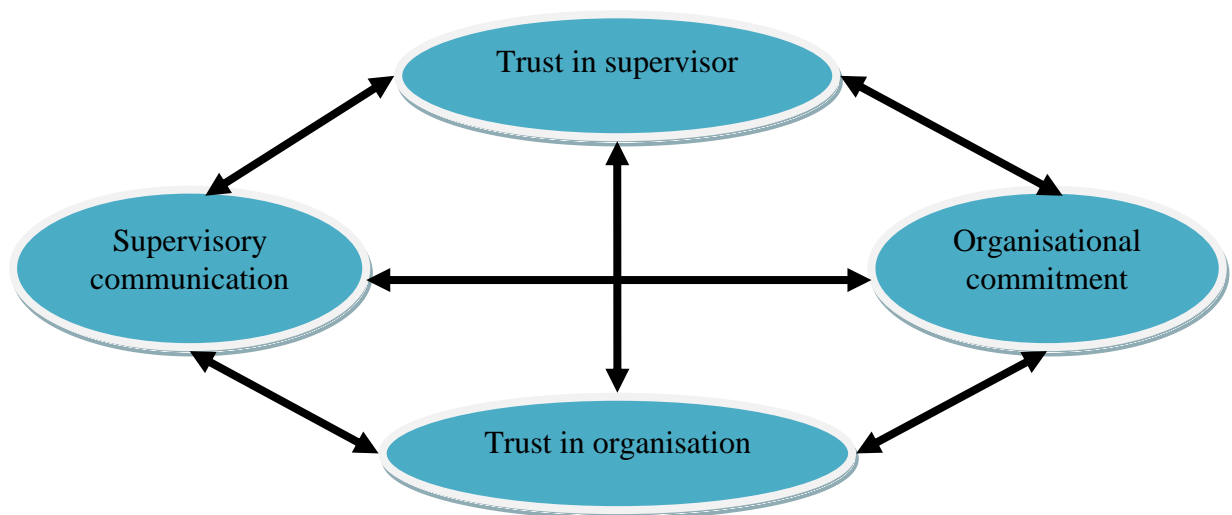 Trust in supervisor
Supervisory
communication
Organisational
commitment
Trust in organisation